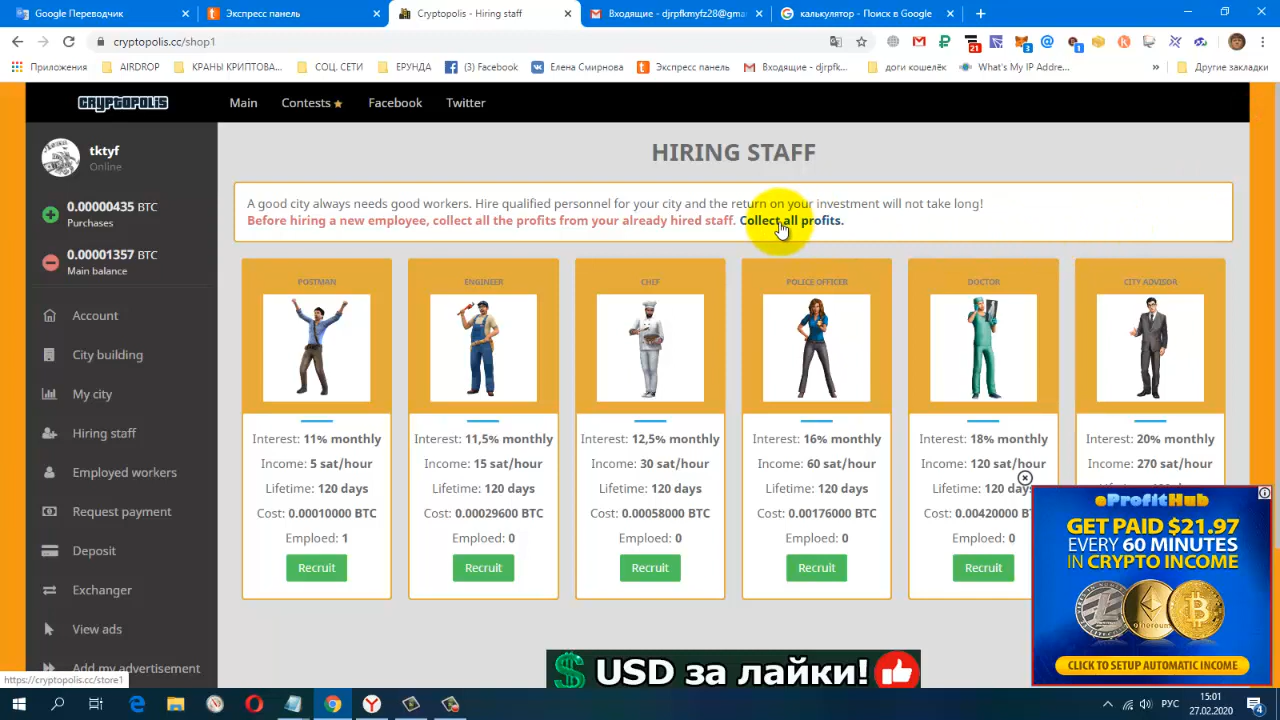 Google Переводчик
Экспресс панель
Cryptopolis - Hiring staff
Входящие - djrpfkmyfz28@gma
калькулятор - Поиск в Google
cryptopolis.cc/shop1
21
3
1
Приложения
AIRDROP
КРАНЫ КРИПТОВА...
СОЦ. СЕТИ
ЕРУНДА
(3) Facebook
Елена Смирнова
Экспресс панель
Входящие - djrpfk...
доги кошелёк
What's My IP Addre...
»
Другие закладки
CRYPTOPOLIS
Main
Contests
Facebook
Twitter
tktyf
Online
0.00000435 BTC
Purchases
0.00001357 BTC
Main balance
Account
City building
My city
Hiring staff
Employed workers
Request payment
Deposit
Exchanger
View ads
Add my advertisement
HIRING STAFF
A good city always needs good workers. Hire qualified personnel for your city and the return on your investment will not take long!
Before hiring a new employee, collect all the profits from your already hired staff. Collect all profits.
POSTMAN
Interest: 11% monthly
Income: 5 sat/hour
Lifetime: 120 days
Cost: 0.00010000 BTC
Emploed: 1
Recruit
ENGINEER
Interest: 11,5% monthly
Income: 15 sat/hour
Lifetime: 120 days
Cost: 0.00029600 BTC
Emploed: 0
Recruit
CHEF
Interest: 12,5% monthly
Income: 30 sat/hour
Lifetime: 120 days
Cost: 0.00058000 BTC
Emploed: 0
Recruit
POLICE OFFICER
Interest: 16% monthly
Income: 60 sat/hour
Lifetime: 120 days
Cost: 0.00176000 BTC
Emploed: 0
Recruit
DOCTOR
Interest: 18% monthly
Income: 120 sat/hour
Lifetime: 120 days
Cost: 0.00420000 BT
Emploed: 0
Recruit
CITY ADVISOR
Interest: 20% monthly
Income: 270 sat/hour
eProfitHub
GET PAID $21.97
EVERY 60 MINUTES
IN CRYPTO INCOME
CLICK TO SETUP AUTOMATIC INCOME
$ USD за лайки!
https://cryptopolis.cc/store1
РУС
15:01
27.02.2020
4